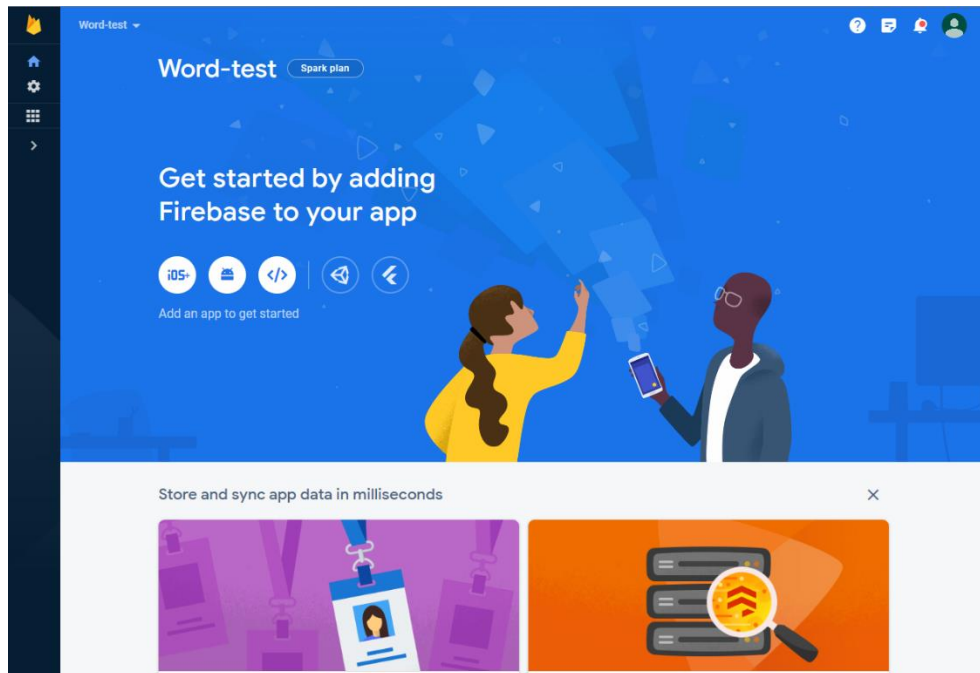 Word-test
Word-test Spark plan
Get started by adding
Firebase to your app
iOS+
Add an app to get started
Store and sync app data in milliseconds